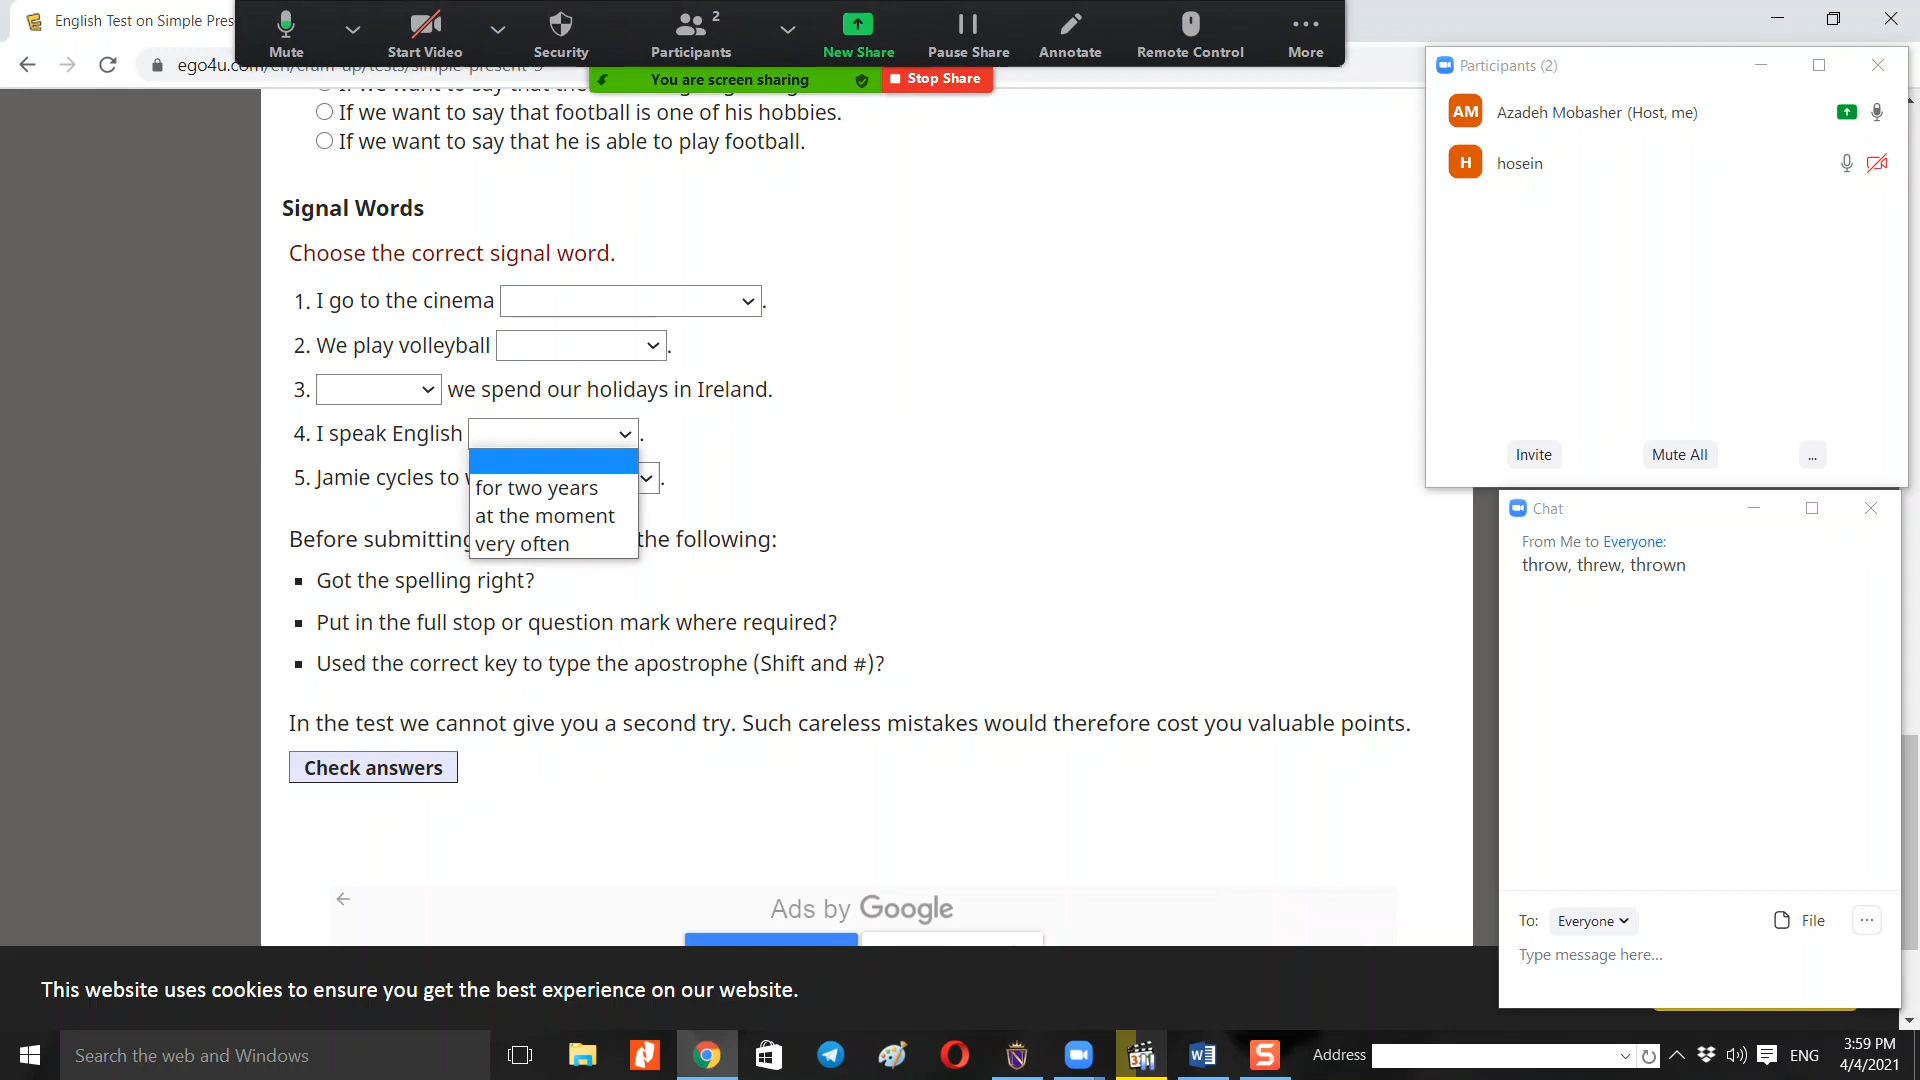 English Test on Simple Pres
Mute
Start Video
Security
Participants
2
New Share
Pause Share
Annotate
Remote Control
More
You are screen sharing
Stop Share
If we want to say that football is one of his hobbies.
If we want to say that he is able to play football.
Signal Words
Choose the correct signal word.
1. I go to the cinema .
2. We play volleyball .
3. we spend our holidays in Ireland.
4. I speak English .
5. Jamie cycles to .
for two years
at the moment
very often
Before submitting the following:
Got the spelling right?
Put in the full stop or question mark where required?
Used the correct key to type the apostrophe (Shift and #)?
In the test we cannot give you a second try. Such careless mistakes would therefore cost you valuable points.
Check answers
Ads by Google
This website uses cookies to ensure you get the best experience on our website.
Participants (2)
AM
Azadeh Mobasher (Host, me)
H
hosein
Invite
Mute All
...
Chat
From Me to Everyone:
throw, threw, thrown
To: Everyone
File
Type message here...
Search the web and Windows
Address
ENG
3:59 PM
4/4/2021